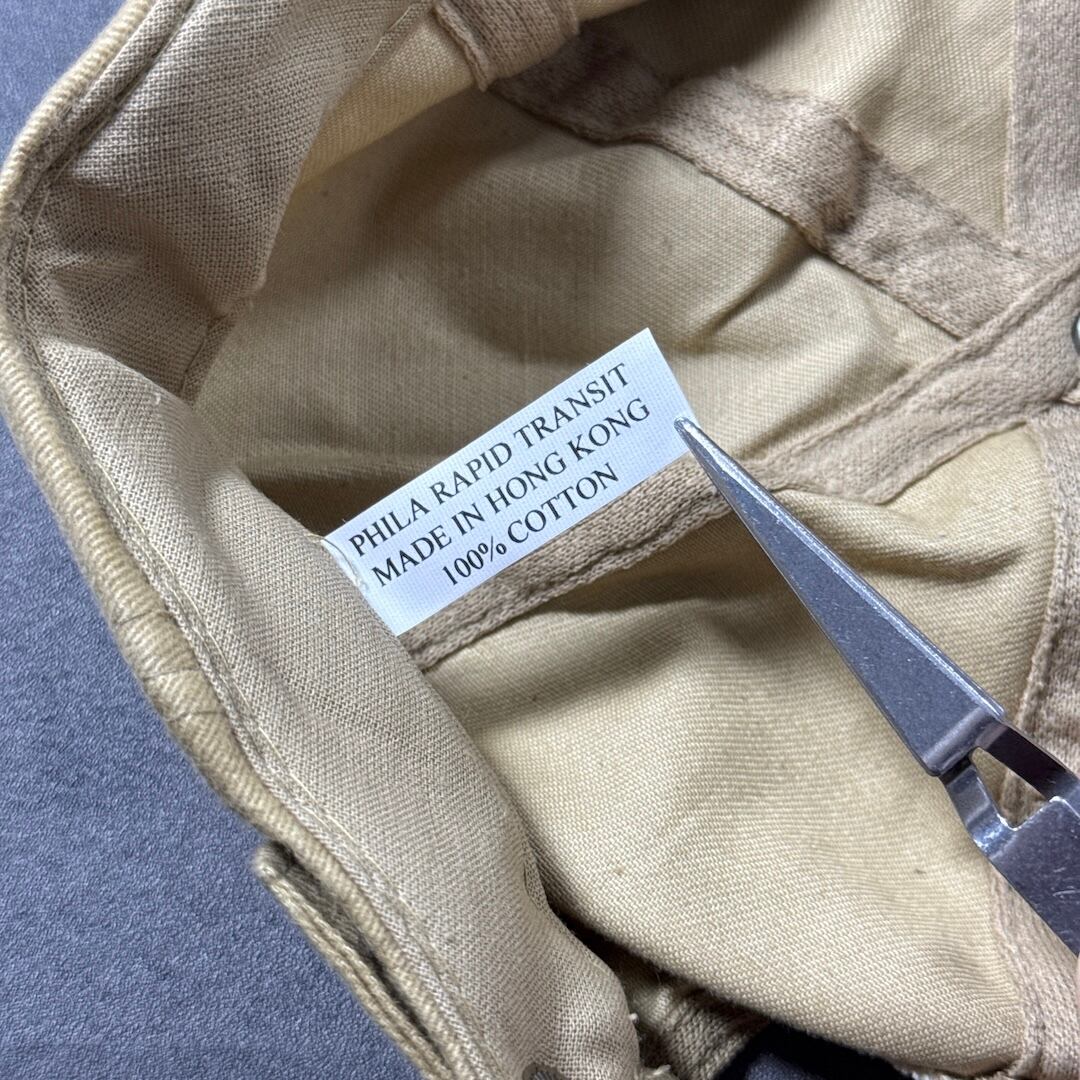 PHILA RAPID TRANSIT
MADE IN HONG KONG
100% COTTON